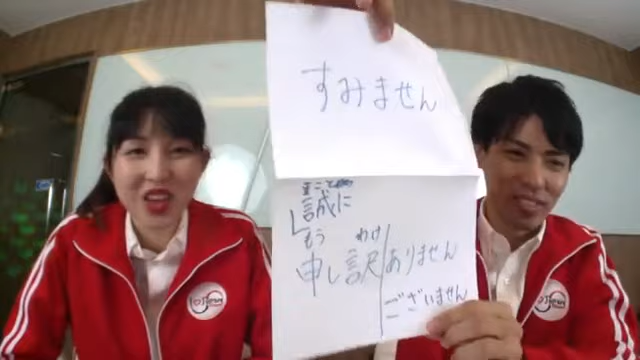 すみません
まことに
誠に
もう わけ
申し訳ありません
ございません